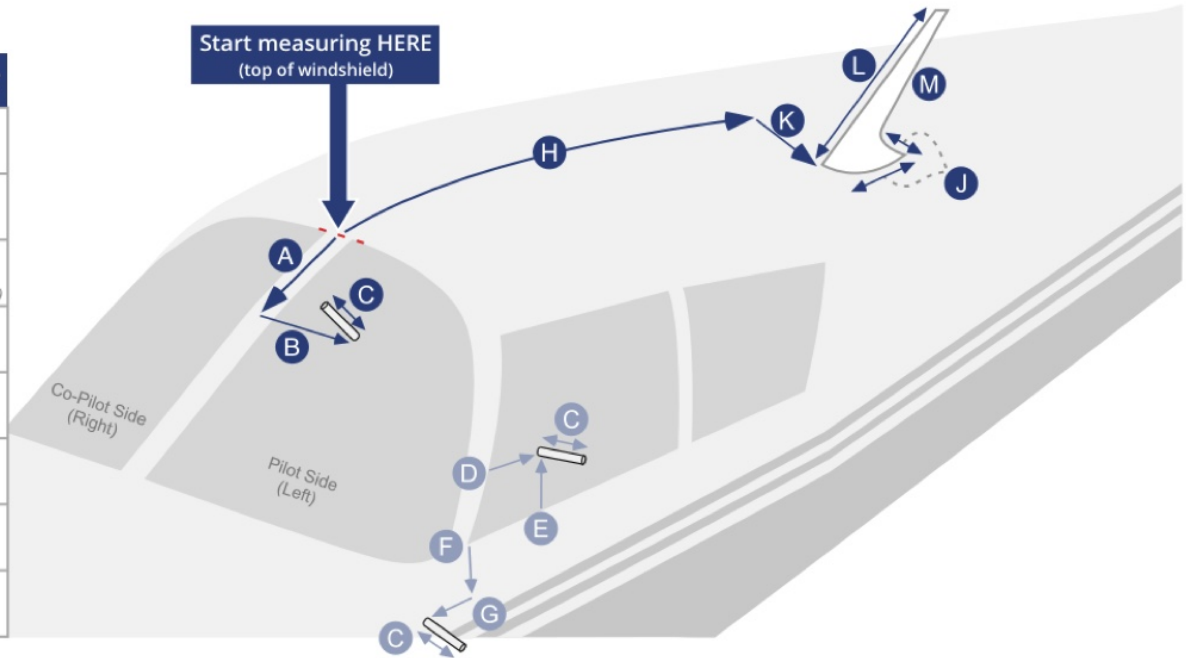 Start measuring HERE
(top of windshield)
L
M
K
H
J
A
C
B
Co-Pilot Side
(Right)
C
D
Pilot Side
(Left)
E
F
G
C